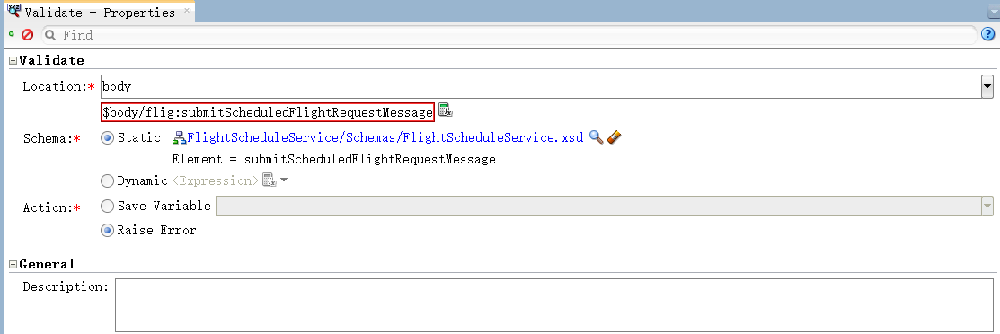 Validate - Properties
Find
Validate
Location:* body
$body/flig:submitScheduledFlightRequestMessage
Schema:* Static FlightScheduleService/Schemas/FlightScheduleService.xsd
Element = submitScheduledFlightRequestMessage
Dynamic <Expression>
Action:* Save Variable
Raise Error
General
Description: